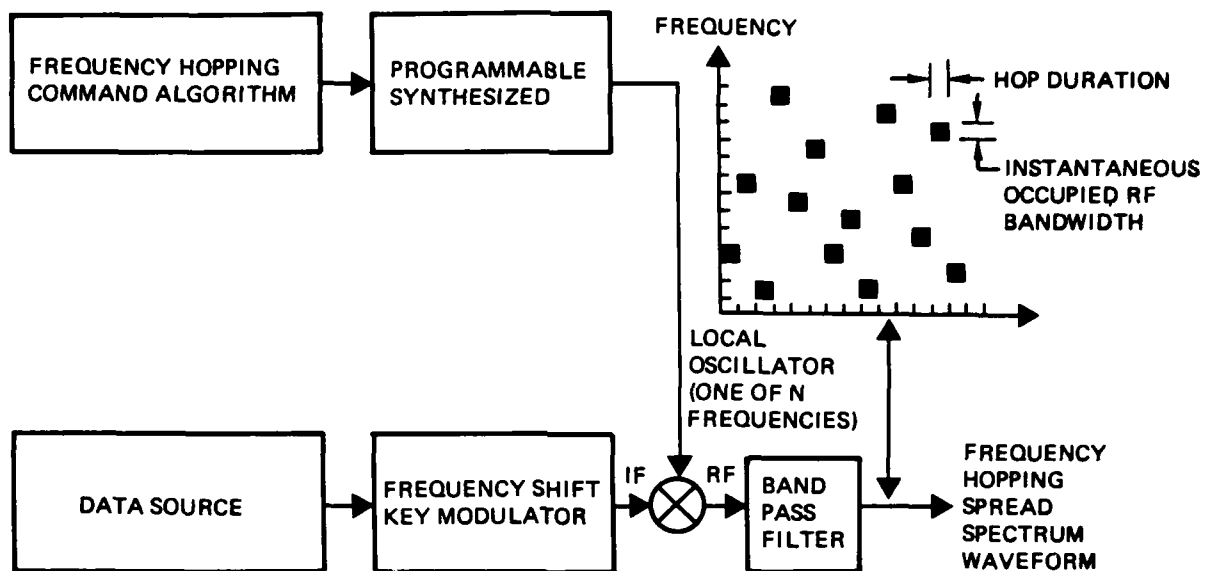 FREQUENCY HOPPING
COMMAND ALGORITHM
PROGRAMMABLE
SYNTHESIZED
FREQUENCY
HOP DURATION
INSTANTANEOUS
OCCUPIED RF
BANDWIDTH
LOCAL
OSCILLATOR
(ONE OF N
FREQUENCIES)
DATA SOURCE
FREQUENCY SHIFT
KEY MODULATOR
IF
RF
BAND
PASS
FILTER
FREQUENCY
HOPPING
SPREAD
SPECTRUM
WAVEFORM